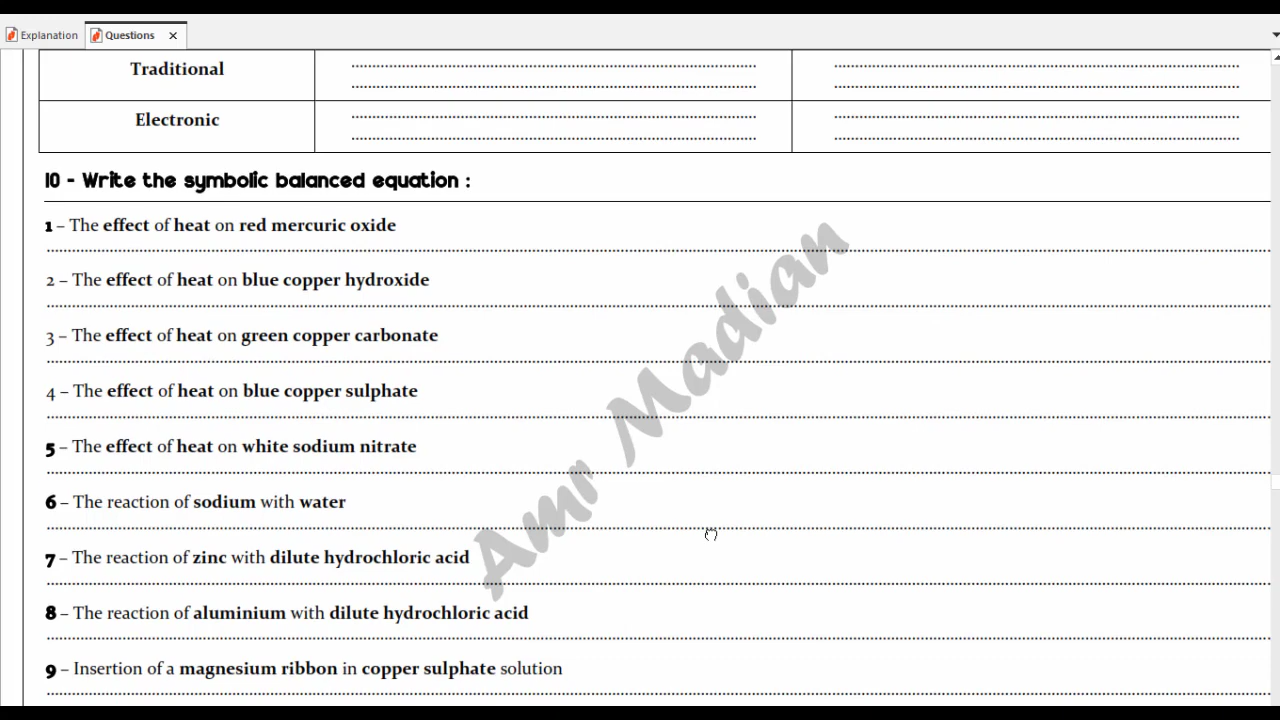 Explanation Questions ✕
Traditional
Electronic
10 - Write the symbolic balanced equation :
1 – The effect of heat on red mercuric oxide
2 – The effect of heat on blue copper hydroxide
3 – The effect of heat on green copper carbonate
4 – The effect of heat on blue copper sulphate
5 – The effect of heat on white sodium nitrate
6 – The reaction of sodium with water
7 – The reaction of zinc with dilute hydrochloric acid
8 – The reaction of aluminium with dilute hydrochloric acid
9 – Insertion of a magnesium ribbon in copper sulphate solution
Amr Madian